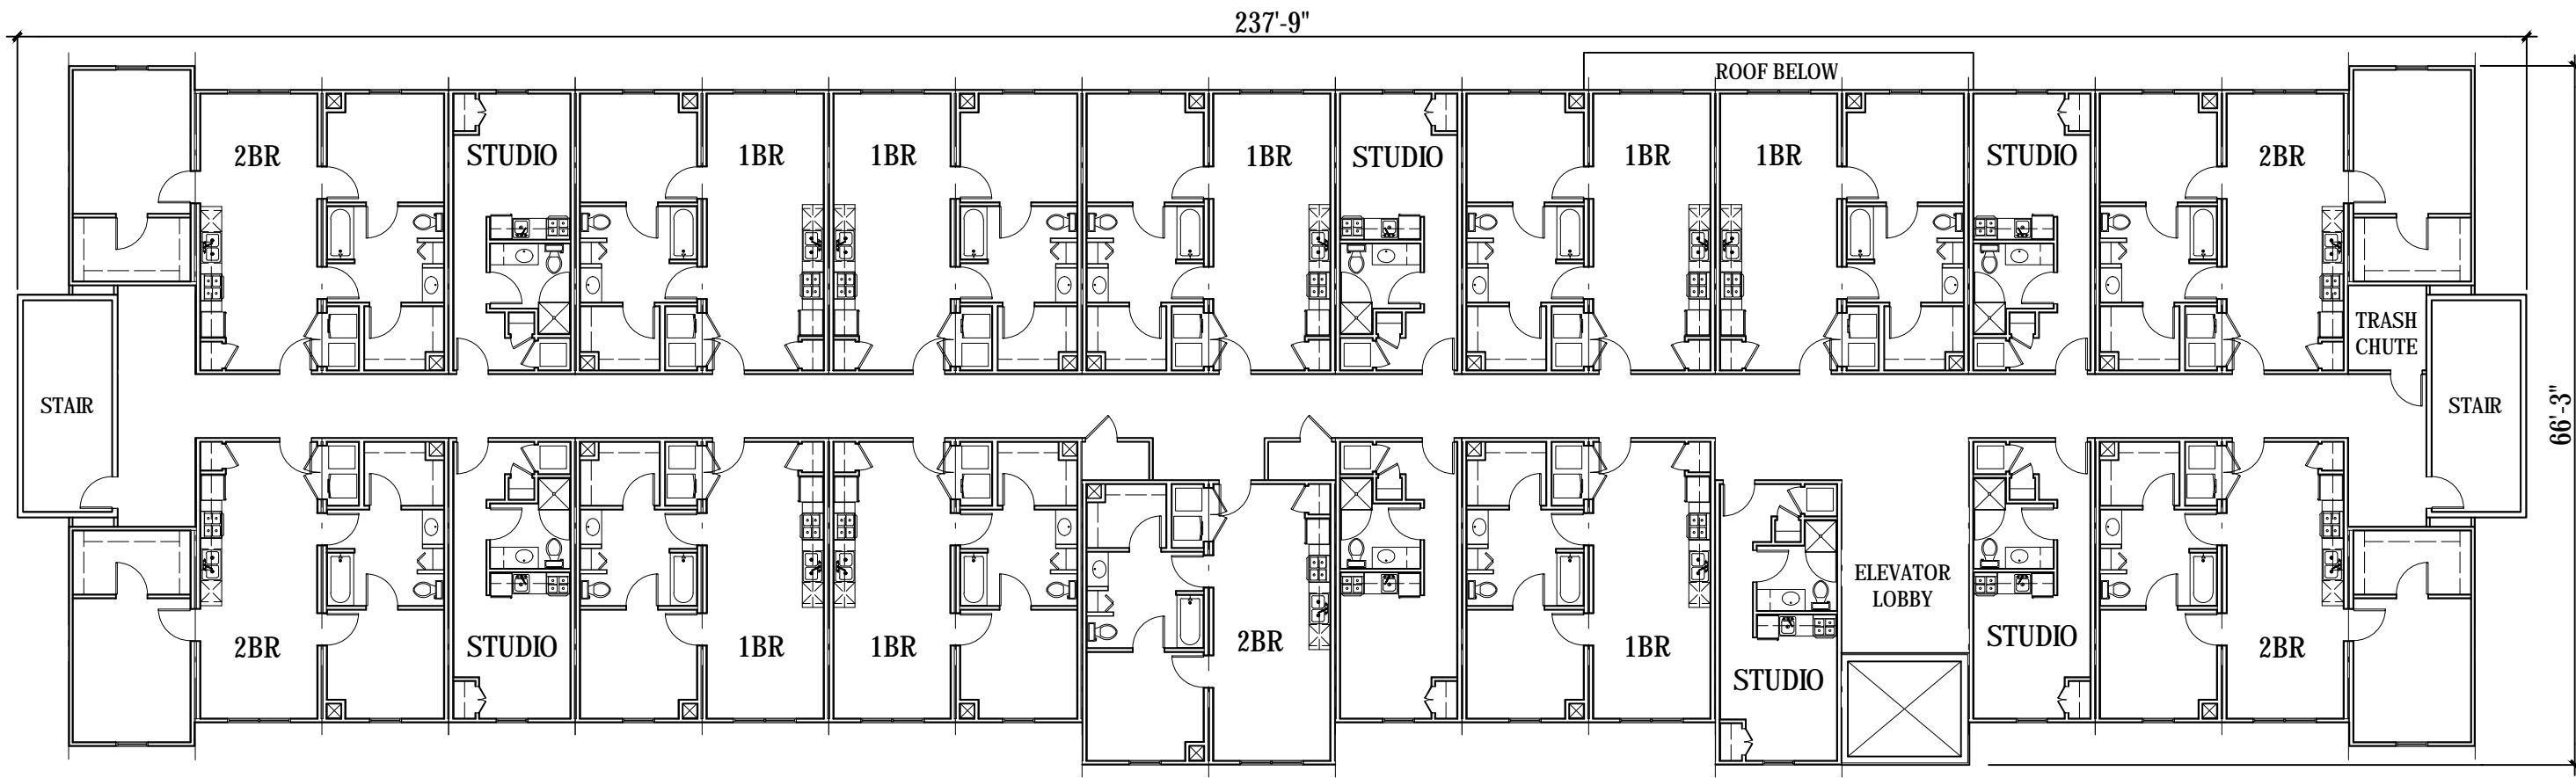 237'-9"
ROOF BELOW
2BR
STUDIO
1BR
1BR
1BR
STUDIO
1BR
1BR
STUDIO
2BR
TRASH
CHUTE
STAIR
STAIR
66'-3"
ELEVATOR
LOBBY
2BR
STUDIO
1BR
1BR
2BR
1BR
STUDIO
STUDIO
2BR